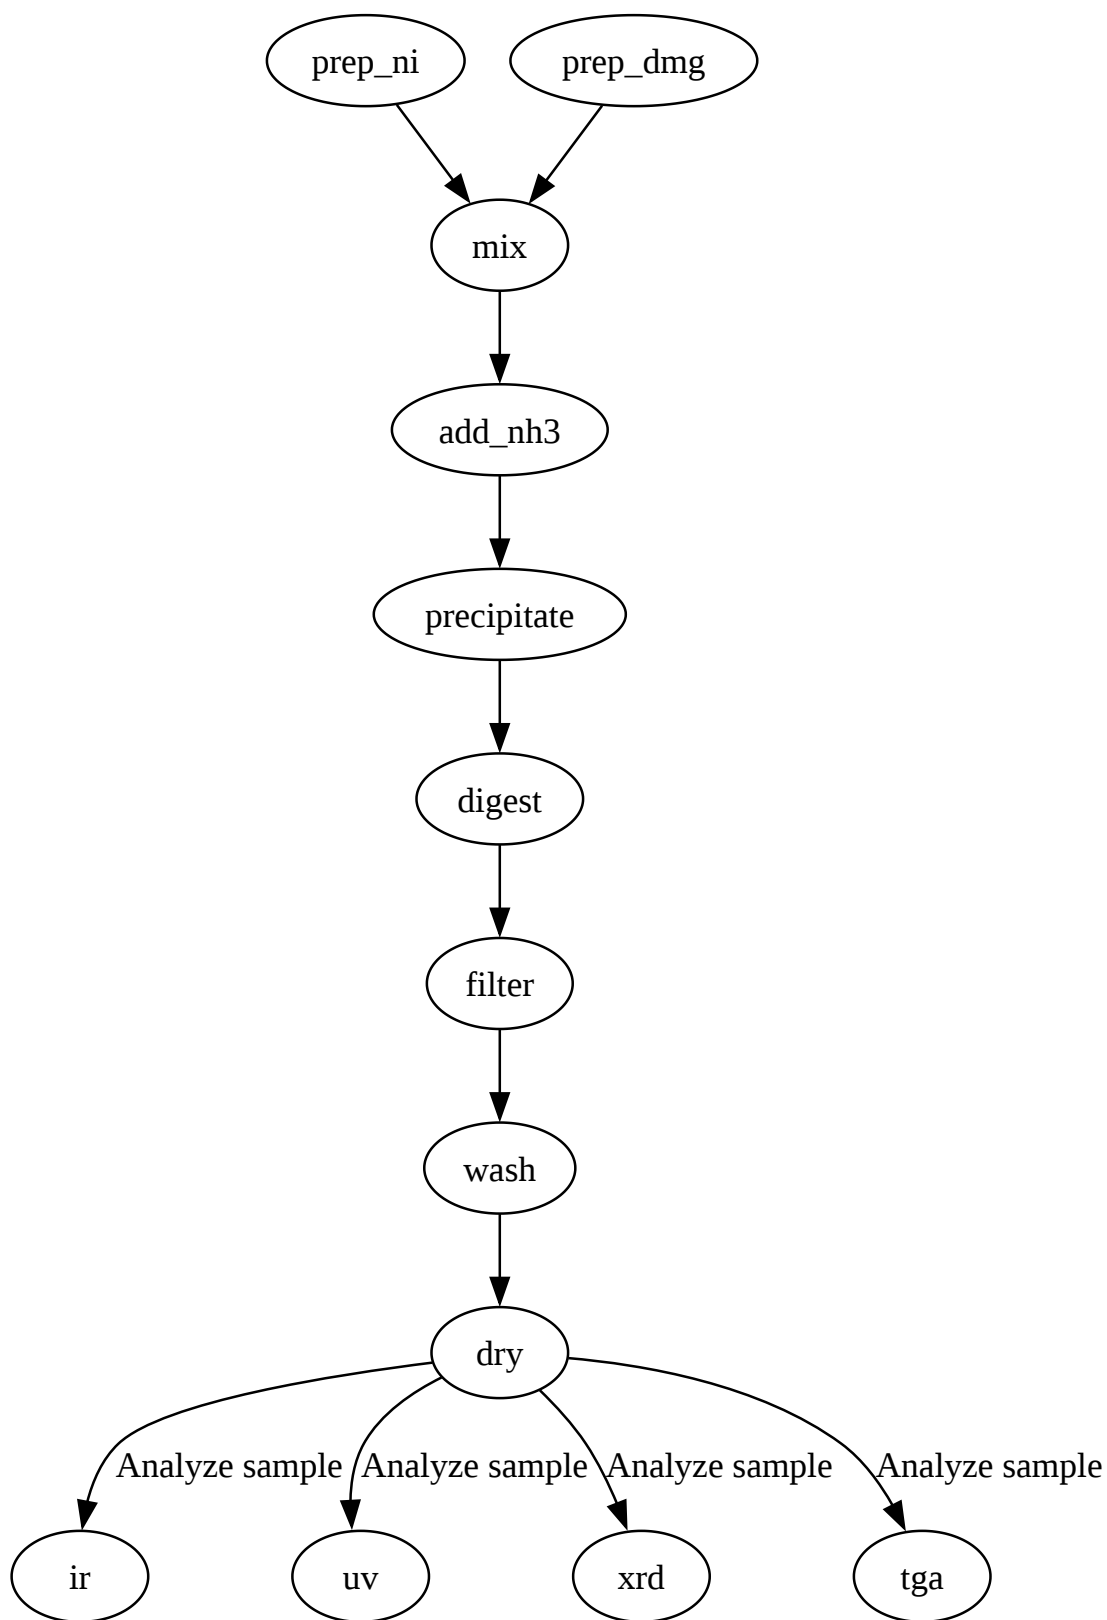 prep_ni
prep_dmg
mix
add_nh3
precipitate
digest
filter
wash
dry
Analyze sample
Analyze sample
Analyze sample
Analyze sample
ir
uv
xrd
tga